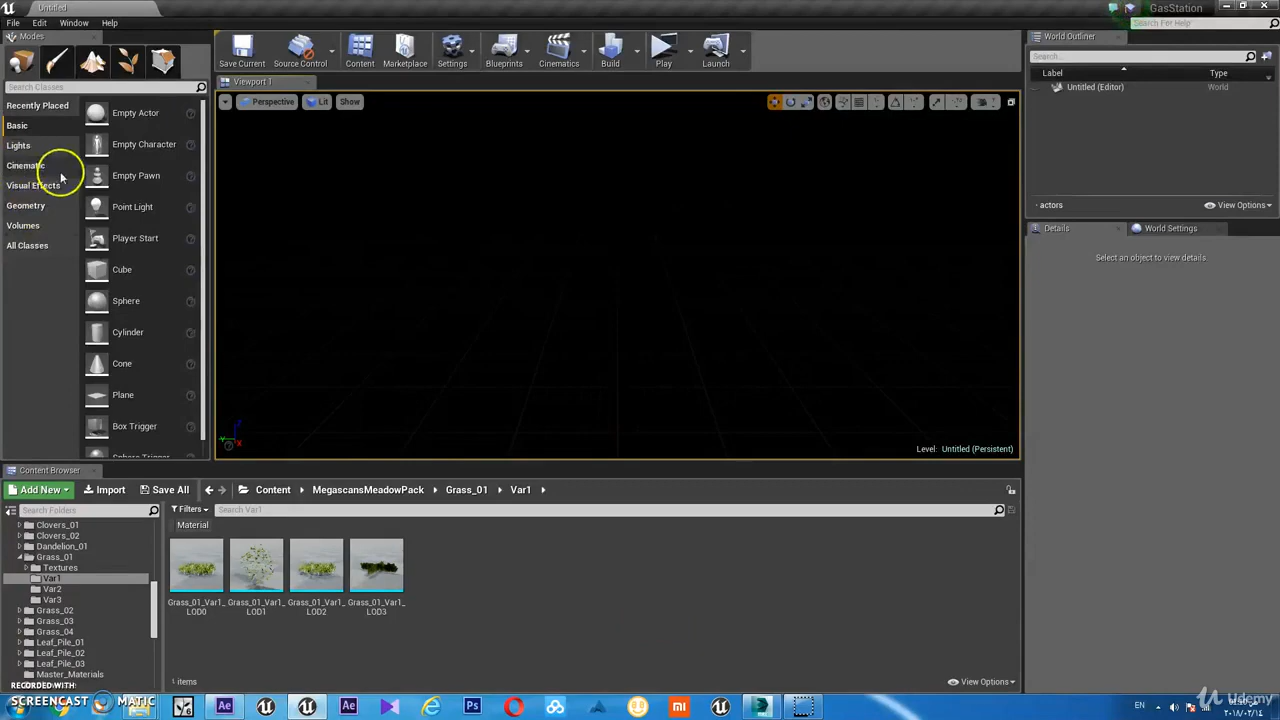 Untitled
GasStation
File Edit Window Help
Search For Help
Modes
World Outliner
Save Current Source Control Content Marketplace Settings Blueprints Cinematics Build Play Launch
Search Classes
Search...
Viewport 1
Label Type
Untitled (Editor) World
Perspective Lit Show
Recently Placed
Basic
Lights
Cinematic
Visual Effects
Geometry
Volumes
All Classes
Empty Actor
Empty Character
Empty Pawn
Point Light
Player Start
Cube
Sphere
Cylinder
Cone
Plane
Box Trigger
Sphere Trigger
actors
View Options
Details World Settings
Select an object to view details.
Level: Untitled (Persistent)
Content Browser
Add New Import Save All Content MegascansMeadowPack Grass_01 Var1
Search Folders
Filters Search Var1
Material
Clovers_01
Clovers_02
Dandelion_01
Grass_01
Textures
Var1
Var2
Var3
Grass_02
Grass_03
Grass_04
Leaf_Pile_01
Leaf_Pile_02
Leaf_Pile_03
Master_Materials
Grass_01_Var1_
LOD0
Grass_01_Var1_
LOD1
Grass_01_Var1_
LOD2
Grass_01_Var1_
LOD3
items
View Options
RECORDED WITH
SCREENCAST MATIC
Udemy
EN
۲۰۱۸/۰۲/۱۴